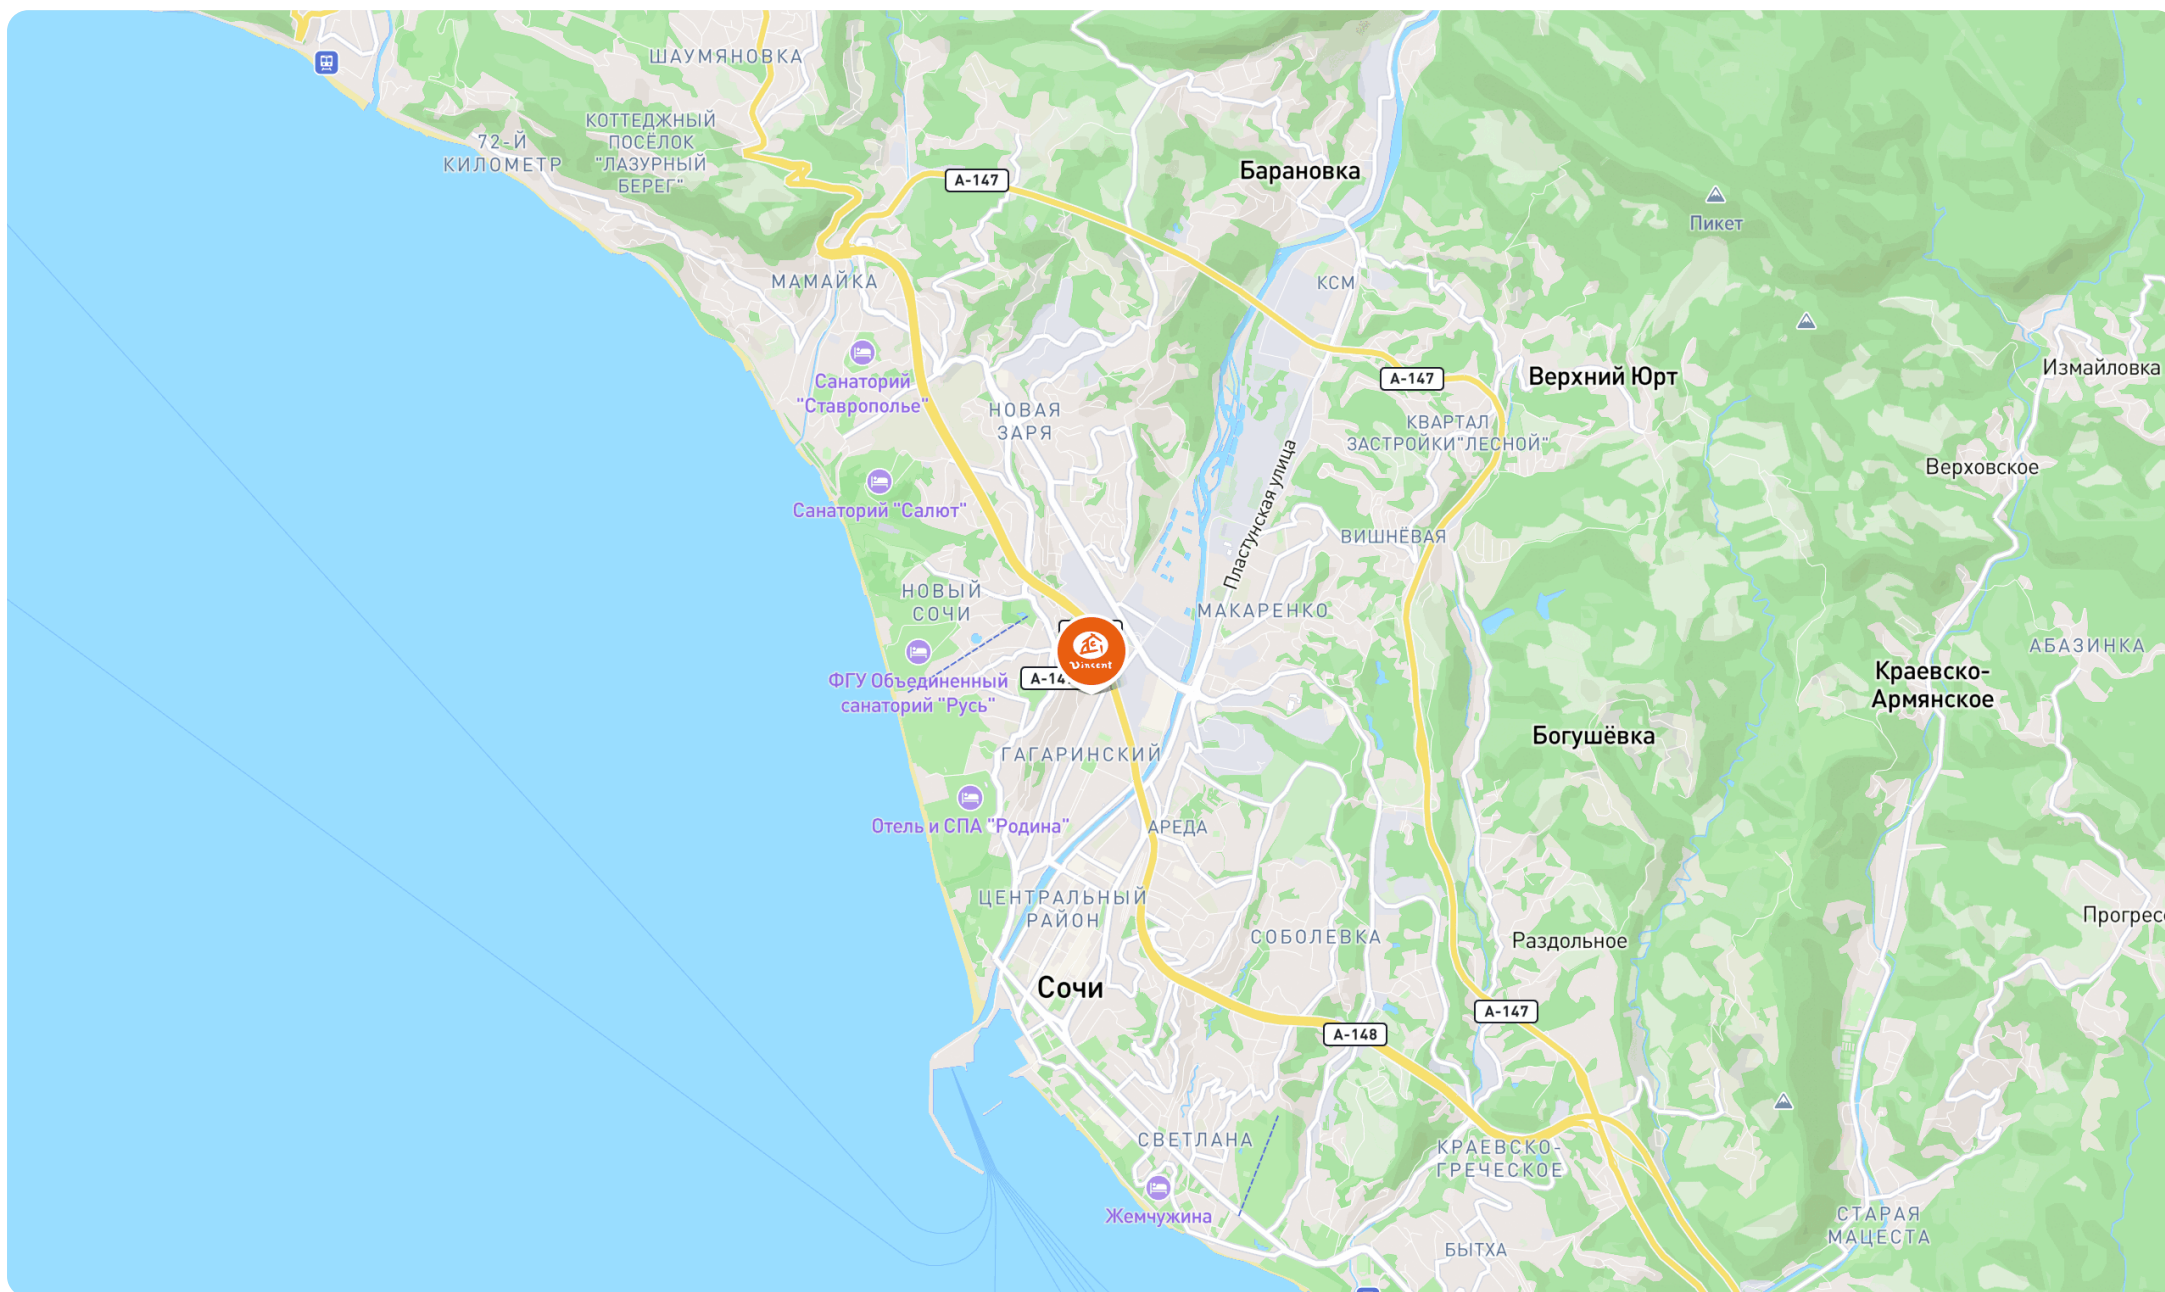 ШАУМЯНОВКА
КОТТЕДЖНЫЙ
ПОСЁЛОК
"ЛАЗУРНЫЙ
БЕРЕГ"
72-Й
КИЛОМЕТР
А-147
Барановка
Пикет
МАМАЙКА
КСМ
Санаторий
"Ставрополье"
НОВАЯ
ЗАРЯ
А-147
Верхний Юрт
Измайловка
КВАРТАЛ
ЗАСТРОЙКИ"ЛЕСНОЙ"
Верховское
Санаторий "Салют"
Пластунская улица
ВИШНЁВАЯ
НОВЫЙ
СОЧИ
МАКАРЕНКО
Vincent
АБАЗИНКА
ФГУ Объединенный
санаторий "Русь"
Краевско-
Армянское
Богушёвка
ГАГАРИНСКИЙ
Отель и СПА "Родина"
АРЕДА
ЦЕНТРАЛЬНЫЙ
РАЙОН
СОБОЛЕВКА
Раздольное
Сочи
А-147
А-148
СВЕТЛАНА
КРАЕВСКО-
ГРЕЧЕСКОЕ
Жемчужина
БЫТХА
СТАРАЯ
МАЦЕСТА